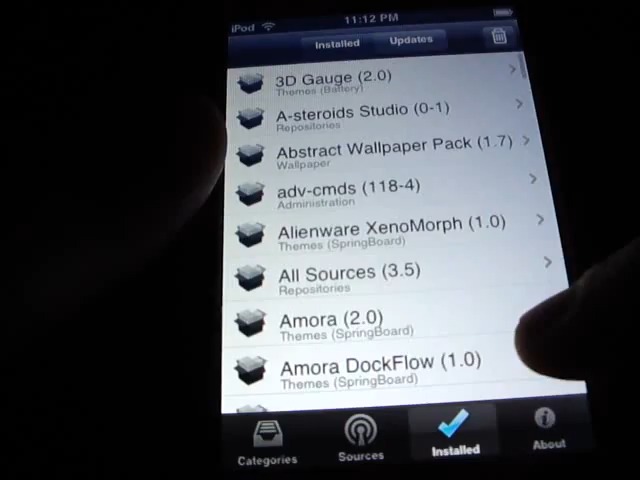 iPod 11:12 PM
Installed Updates
3D Gauge (2.0)
Themes (Battery)
A-steroids Studio (0-1)
Repositories
Abstract Wallpaper Pack (1.7)
Wallpaper
adv-cmds (118-4)
Administration
Alienware XenoMorph (1.0)
Themes (SpringBoard)
All Sources (3.5)
Repositories
Amora (2.0)
Themes (SpringBoard)
Amora DockFlow (1.0)
Themes (SpringBoard)
Categories Sources Installed About